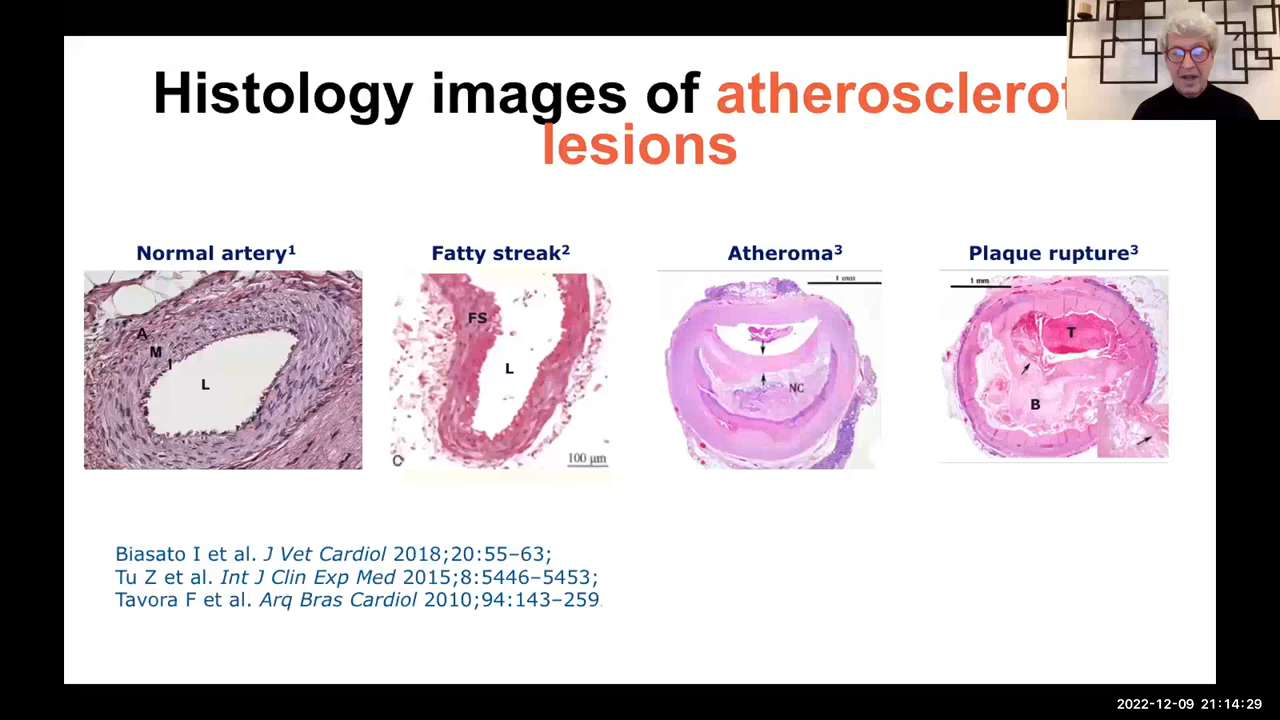 Histology images of atherosclerot
lesions
Normal artery1
Fatty streak2
Atheroma3
Plaque rupture3
A
M
I
L
FS
L
C
100 µm
1 mm
NC
1 mm
T
B
Biasato I et al. J Vet Cardiol 2018;20:55–63;
Tu Z et al. Int J Clin Exp Med 2015;8:5446–5453;
Tavora F et al. Arq Bras Cardiol 2010;94:143–259.
2022-12-09 21:14:29